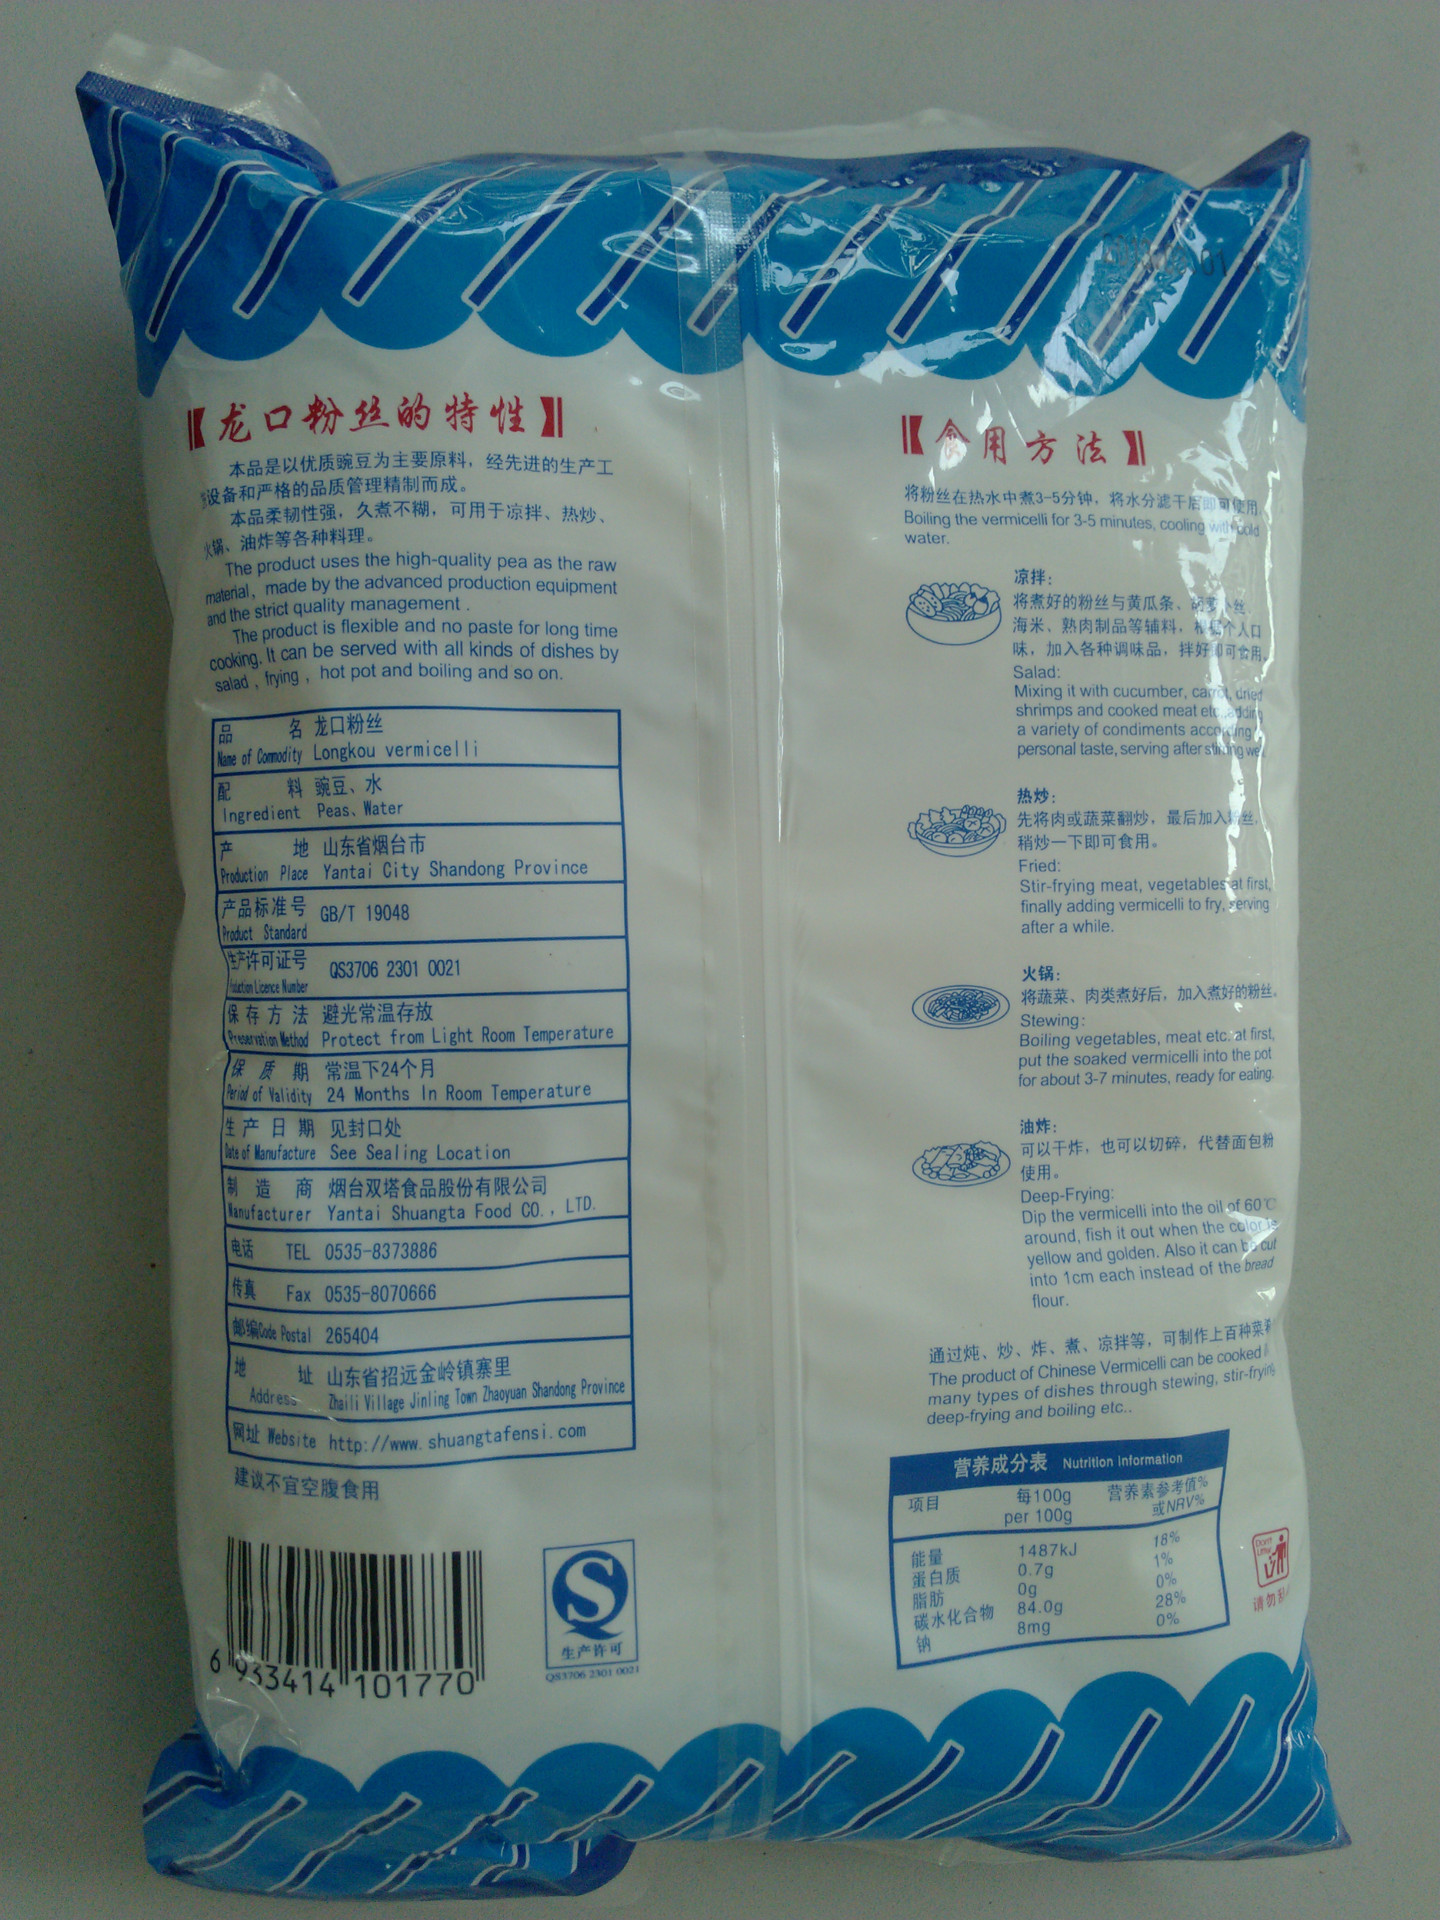 【龙口粉丝的特性】
本品是以优质豌豆为主要原料，经先进的生产工
设备和严格的品质管理精制而成。
本品柔韧性强，久煮不糊，可用于凉拌、热炒、
火锅、油炸等各种料理。
The product uses the high-quality pea as the raw
material, made by the advanced production equipment
and the strict quality management .
The product is flexible and no paste for long time
cooking. It can be served with all kinds of dishes by
salad , frying , hot pot and boiling and so on.
品 名 龙口粉丝
Name of Commodity Longkou vermicelli
配 料 豌豆、水
Ingredient Peas、Water
产 地 山东省烟台市
Production Place Yantai City Shandong Province
产品标准号 GB/T 19048
Product Standard
生产许可证号 QS3706 2301 0021
Production Licence Number
保存方法 避光常温存放
Preservation Method Protect from Light Room Temperature
保 质 期 常温下24个月
Period of Validity 24 Months In Room Temperature
生产日期 见封口处
Date of Manufacture See Sealing Location
制 造 商 烟台双塔食品股份有限公司
Manufacturer Yantai Shuangta Food CO., LTD.
电话 TEL 0535-8373886
传真 Fax 0535-8070666
邮编Code Postal 265404
地 址 山东省招远金岭镇寨里
Address Zhaili Village Jinling Town Zhaoyuan Shandong Province
网址 Website http://www.shuangtafensi.com
建议不宜空腹食用
6 933414 101770
生产许可
QS3706 2301 0021
【食用方法】
将粉丝在热水中煮3-5分钟，将水分滤干后即可使用
Boiling the vermicelli for 3-5 minutes, cooling with cold
water.
凉拌：
将煮好的粉丝与黄瓜条、胡萝卜丝
海米、熟肉制品等辅料，根据个人口
味，加入各种调味品，拌好即可食用。
Salad:
Mixing it with cucumber, carrot, dried
shrimps and cooked meat etc.adding
a variety of condiments according
personal taste, serving after stirring well.
热炒：
先将肉或蔬菜翻炒，最后加入粉丝，
稍炒一下即可食用。
Fried:
Stir-frying meat, vegetables at first,
finally adding vermicelli to fry, serving
after a while.
火锅：
将蔬菜、肉类煮好后，加入煮好的粉丝。
Stewing:
Boiling vegetables, meat etc. at first,
put the soaked vermicelli into the pot
for about 3-7 minutes, ready for eating.
油炸：
可以干炸，也可以切碎，代替面包粉
使用。
Deep-Frying:
Dip the vermicelli into the oil of 60℃
around, fish it out when the color is
yellow and golden. Also it can be cut
into 1cm each instead of the bread
flour.
通过炖、炒、炸、煮、凉拌等，可制作上百种菜肴
The product of Chinese Vermicelli can be cooked
many types of dishes through stewing, stir-frying
deep-frying and boiling etc..
营养成分表 Nutrition information
项目 每100g 营养素参考值%
per 100g 或NRV%
能量 1487kJ 18%
蛋白质 0.7g 1%
脂肪 0g 0%
碳水化合物 84.0g 28%
钠 8mg 0%
Don't
Litter
请勿